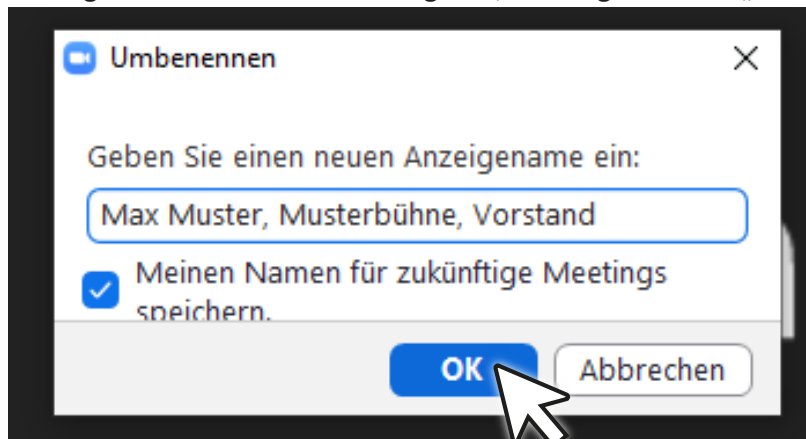 Umbenennen
Geben Sie einen neuen Anzeigename ein:
Max Muster, Musterbühne, Vorstand
Meinen Namen für zukünftige Meetings
speichern.
OK
Abbrechen